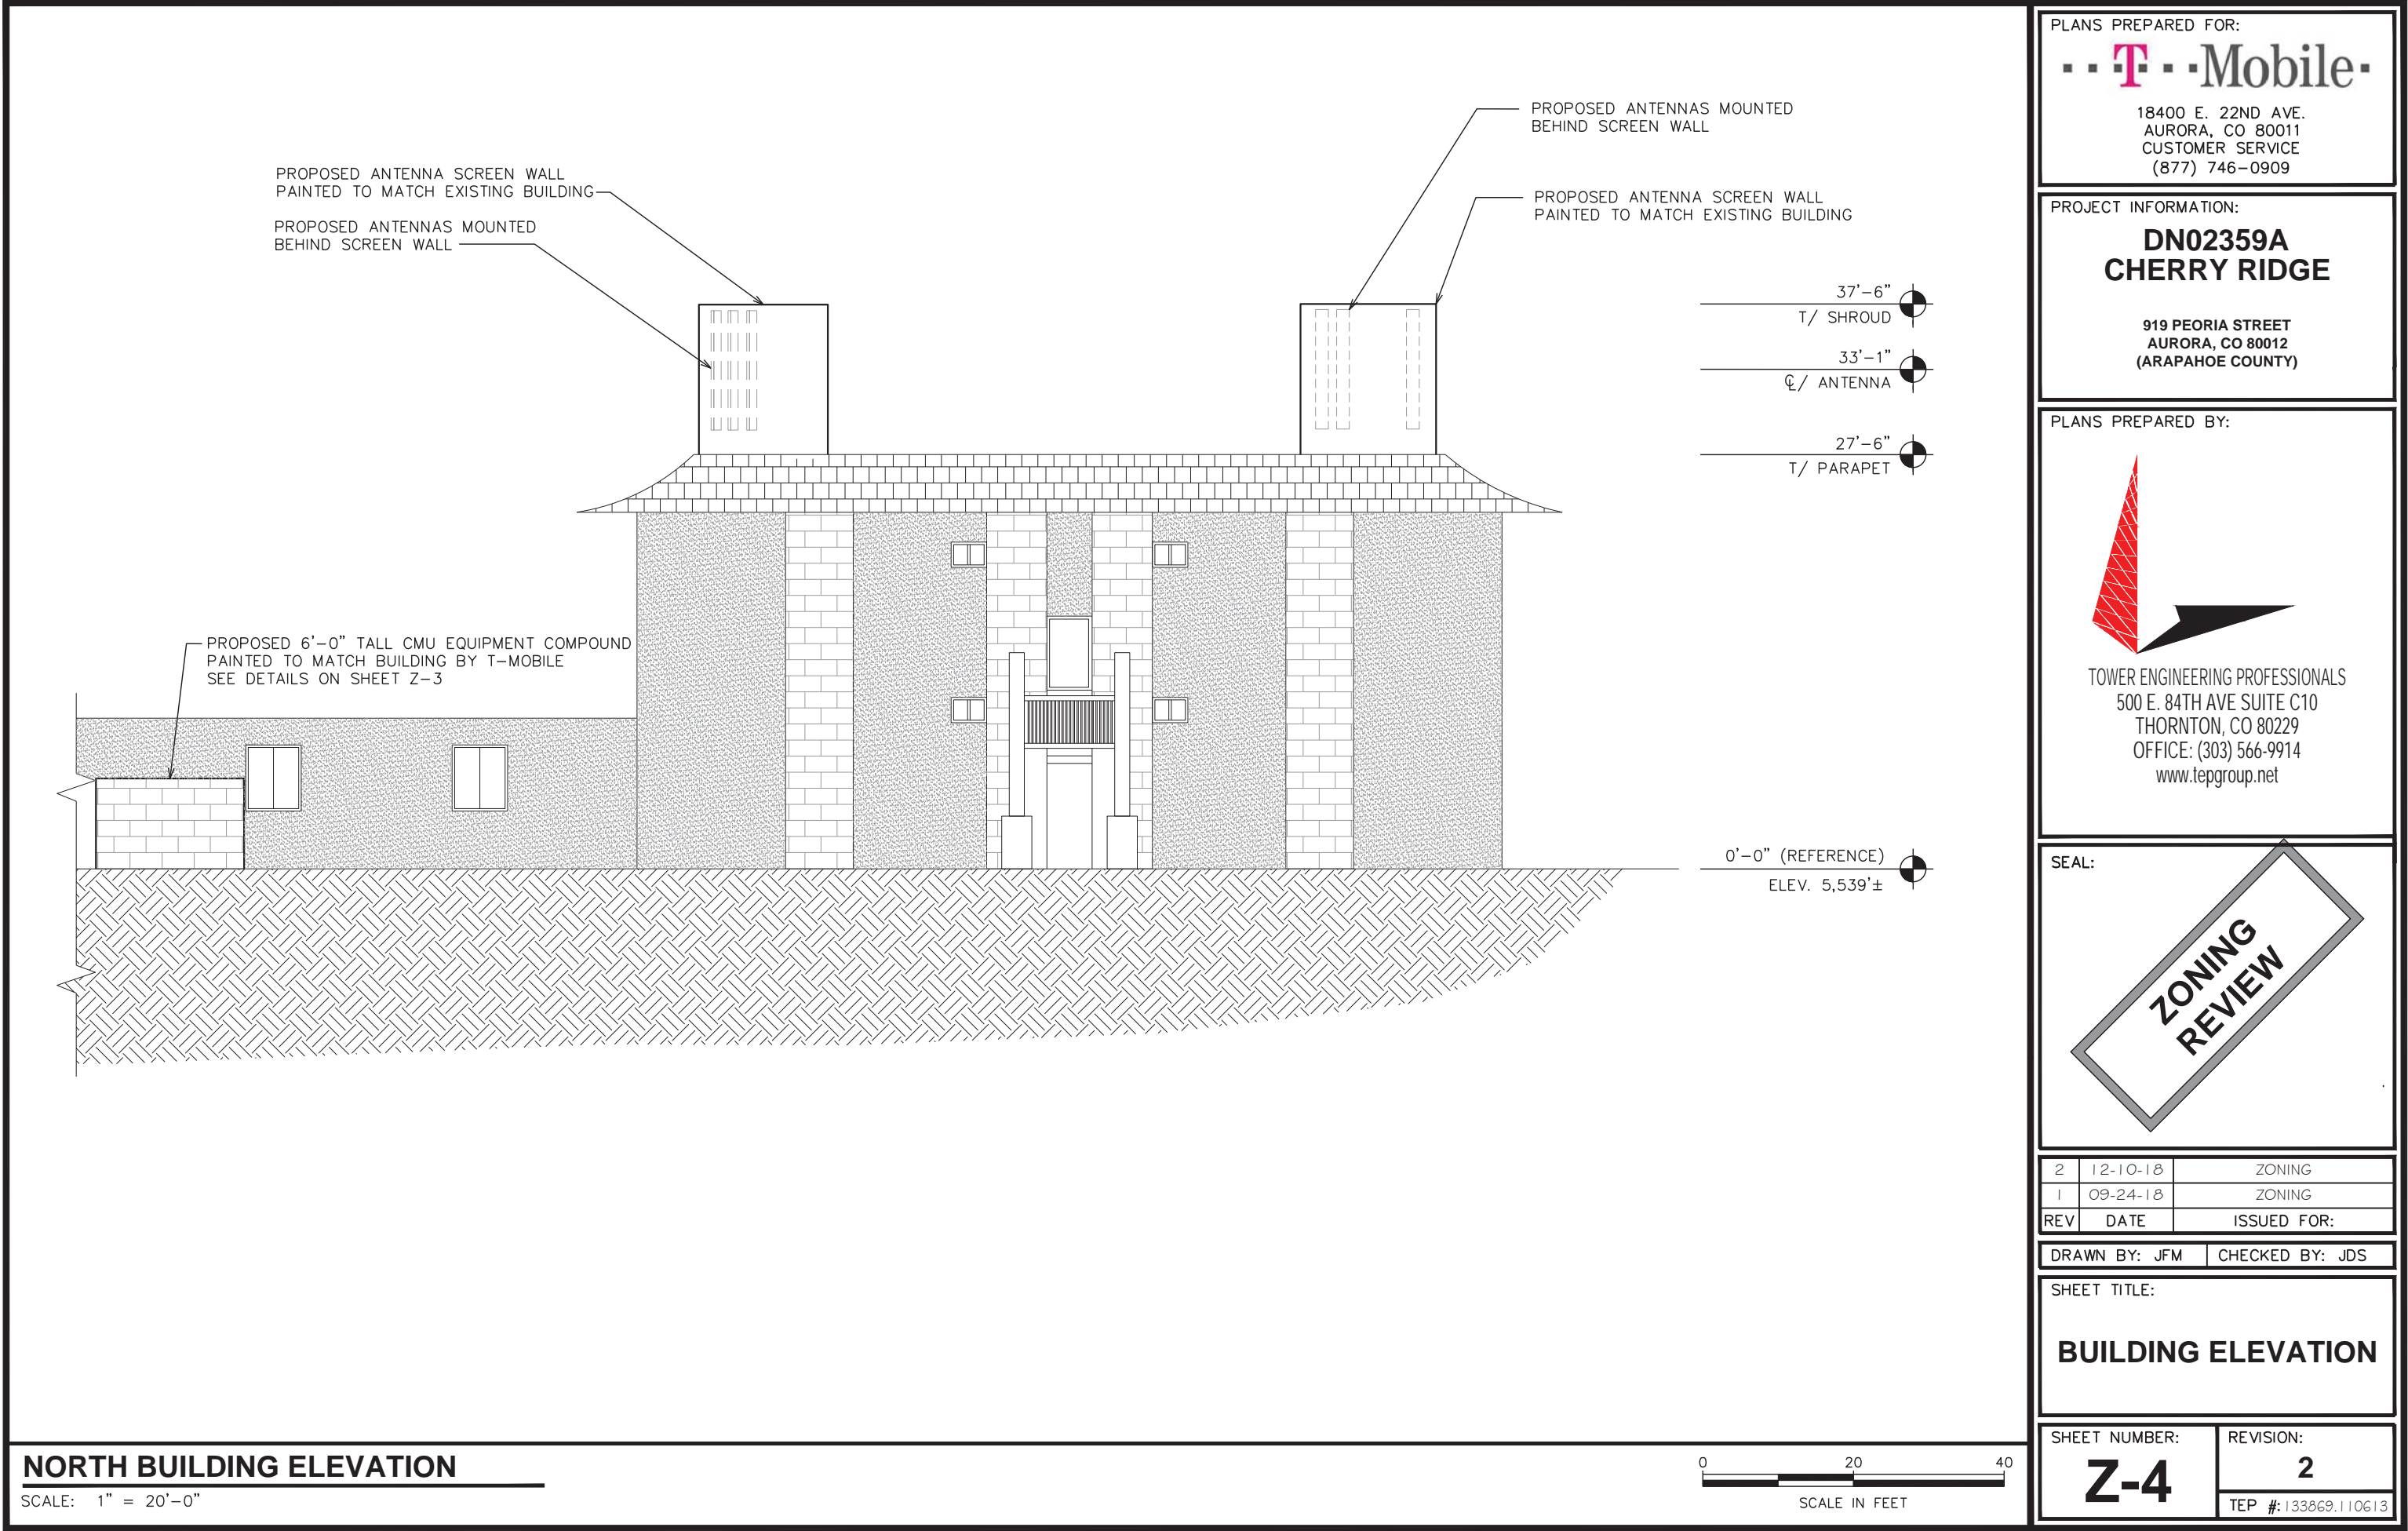 PROPOSED ANTENNAS MOUNTED
BEHIND SCREEN WALL
PROPOSED ANTENNA SCREEN WALL
PAINTED TO MATCH EXISTING BUILDING
PROPOSED ANTENNAS MOUNTED
BEHIND SCREEN WALL
PROPOSED ANTENNA SCREEN WALL
PAINTED TO MATCH EXISTING BUILDING
37'-6"
T/ SHROUD
33'-1"
℄/ ANTENNA
27'-6"
T/ PARAPET
PROPOSED 6'-0" TALL CMU EQUIPMENT COMPOUND
PAINTED TO MATCH BUILDING BY T-MOBILE
SEE DETAILS ON SHEET Z-3
0'-0" (REFERENCE)
ELEV. 5,539'±
NORTH BUILDING ELEVATION
SCALE: 1" = 20'-0"
0 20 40
SCALE IN FEET
PLANS PREPARED FOR:
T Mobile
18400 E. 22ND AVE.
AURORA, CO 80011
CUSTOMER SERVICE
(877) 746-0909
PROJECT INFORMATION:
DN02359A
CHERRY RIDGE
919 PEORIA STREET
AURORA, CO 80012
(ARAPAHOE COUNTY)
PLANS PREPARED BY:
TOWER ENGINEERING PROFESSIONALS
500 E. 84TH AVE SUITE C10
THORNTON, CO 80229
OFFICE: (303) 566-9914
www.tepgroup.net
SEAL:
ZONING
REVIEW
2 12-10-18 ZONING
1 09-24-18 ZONING
REV DATE ISSUED FOR:
DRAWN BY: JFM CHECKED BY: JDS
SHEET TITLE:
BUILDING ELEVATION
SHEET NUMBER:
Z-4
REVISION:
2
TEP #: 133869.110613